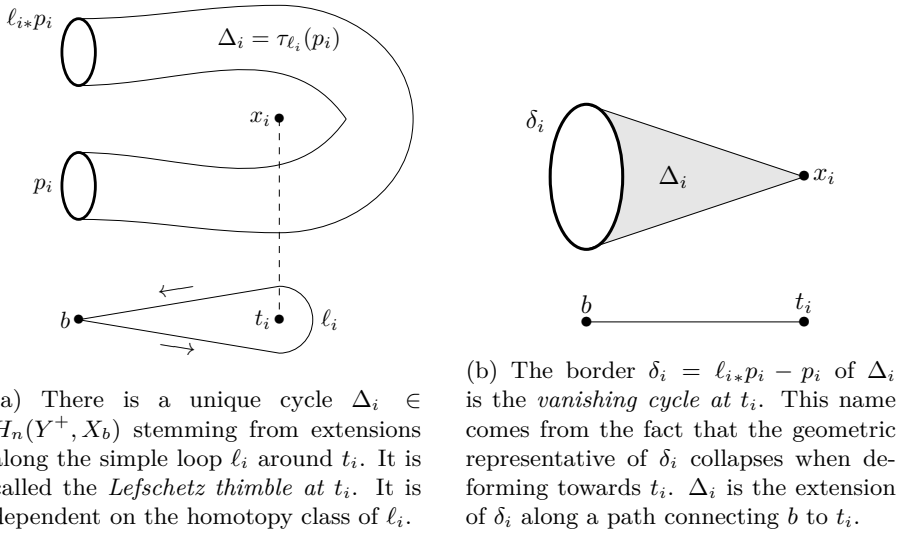 ℓ_{i*}p_i
Δ_i = τ_{ℓ_i}(p_i)
x_i
p_i
b
t_i
ℓ_i
δ_i
Δ_i
x_i
b
t_i
a) There is a unique cycle Δ_i ∈
H_n(Y^+, X_b) stemming from extensions
along the simple loop ℓ_i around t_i. It is
called the Lefschetz thimble at t_i. It is
dependent on the homotopy class of ℓ_i.
(b) The border δ_i = ℓ_{i*}p_i − p_i of Δ_i
is the vanishing cycle at t_i. This name
comes from the fact that the geometric
representative of δ_i collapses when de-
forming towards t_i. Δ_i is the extension
of δ_i along a path connecting b to t_i.